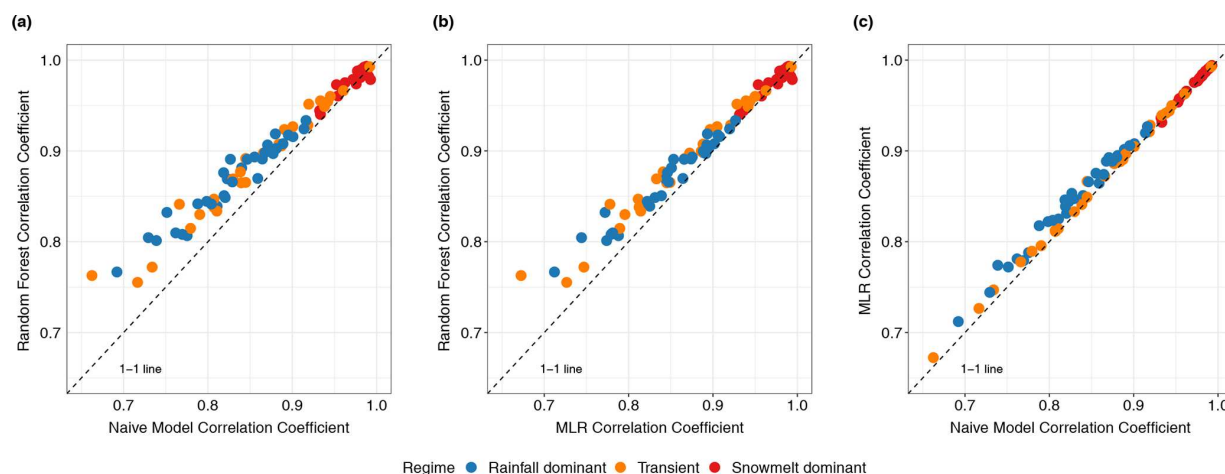 (a)
Random Forest Correlation Coefficient
1.0
0.9
0.8
0.7
1−1 line
0.7 0.8 0.9 1.0
Naive Model Correlation Coefficient
(b)
Random Forest Correlation Coefficient
1.0
0.9
0.8
0.7
1−1 line
0.7 0.8 0.9 1.0
MLR Correlation Coefficient
(c)
MLR Correlation Coefficient
1.0
0.9
0.8
0.7
1−1 line
0.7 0.8 0.9 1.0
Naive Model Correlation Coefficient
Regime Rainfall dominant Transient Snowmelt dominant